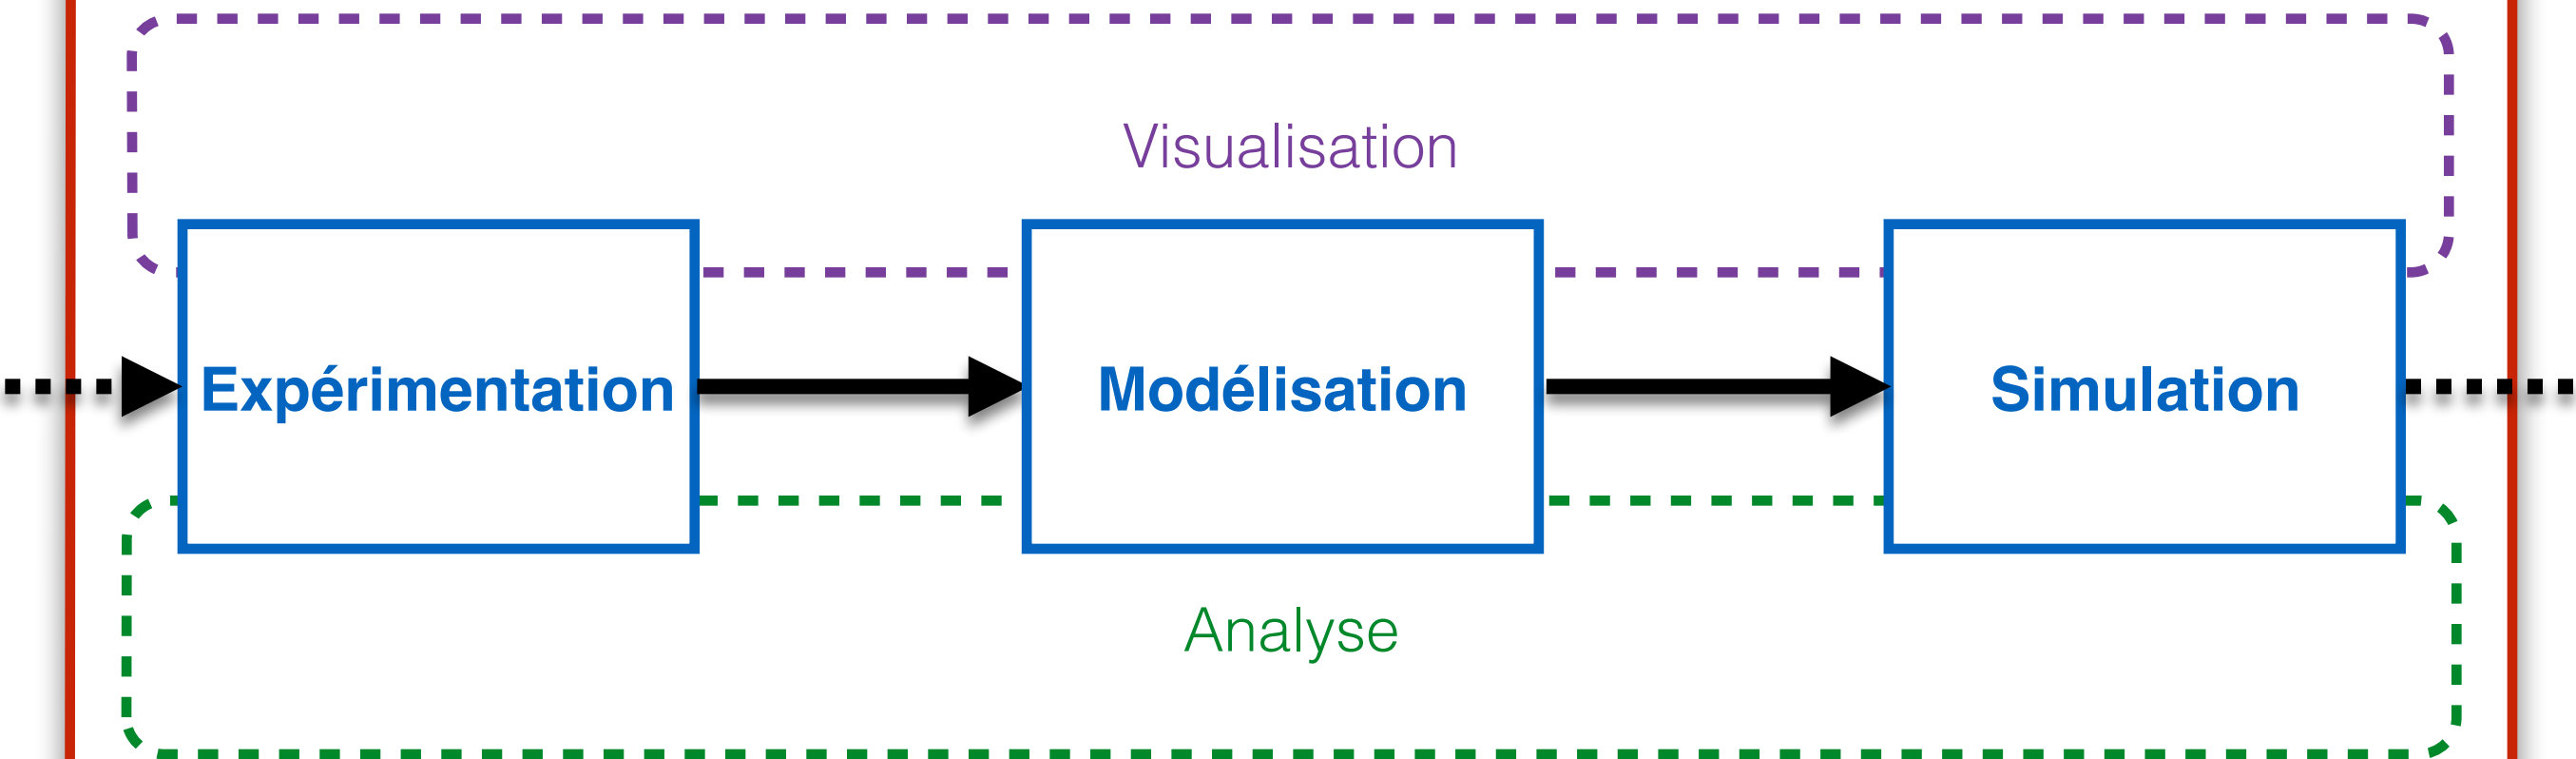 Visualisation
Expérimentation
Modélisation
Simulation
Analyse